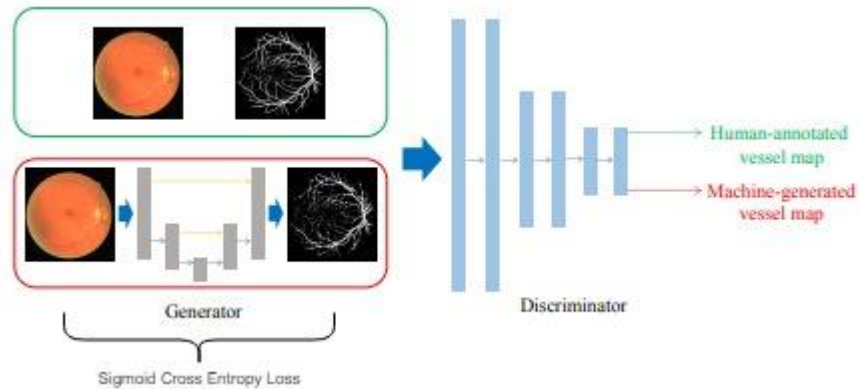 Human-annotated
vessel map
Machine-generated
vessel map
Generator
Discriminator
Sigmoid Cross Entropy Loss